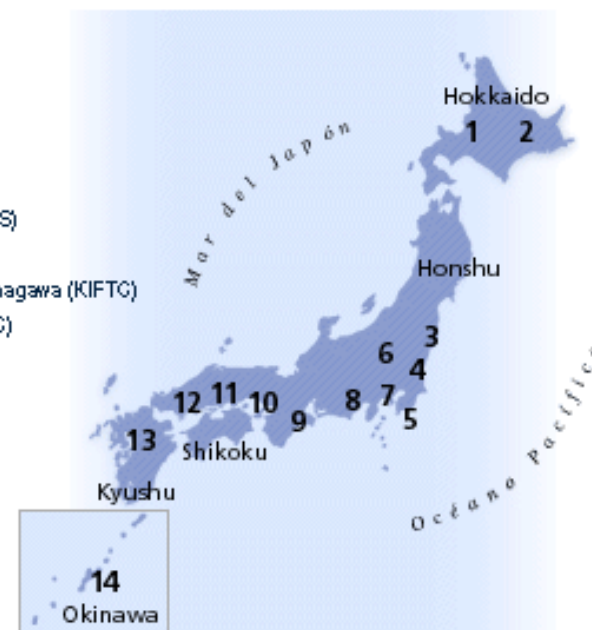 Hokkaido
1 2
Mar del Japón
S)
Honshu
nagawa (KIFTC)
C)
3
6
4
12 11 10 8 7
9 5
13
Shikoku
Kyushu
Océano Pacífico
14
Okinawa